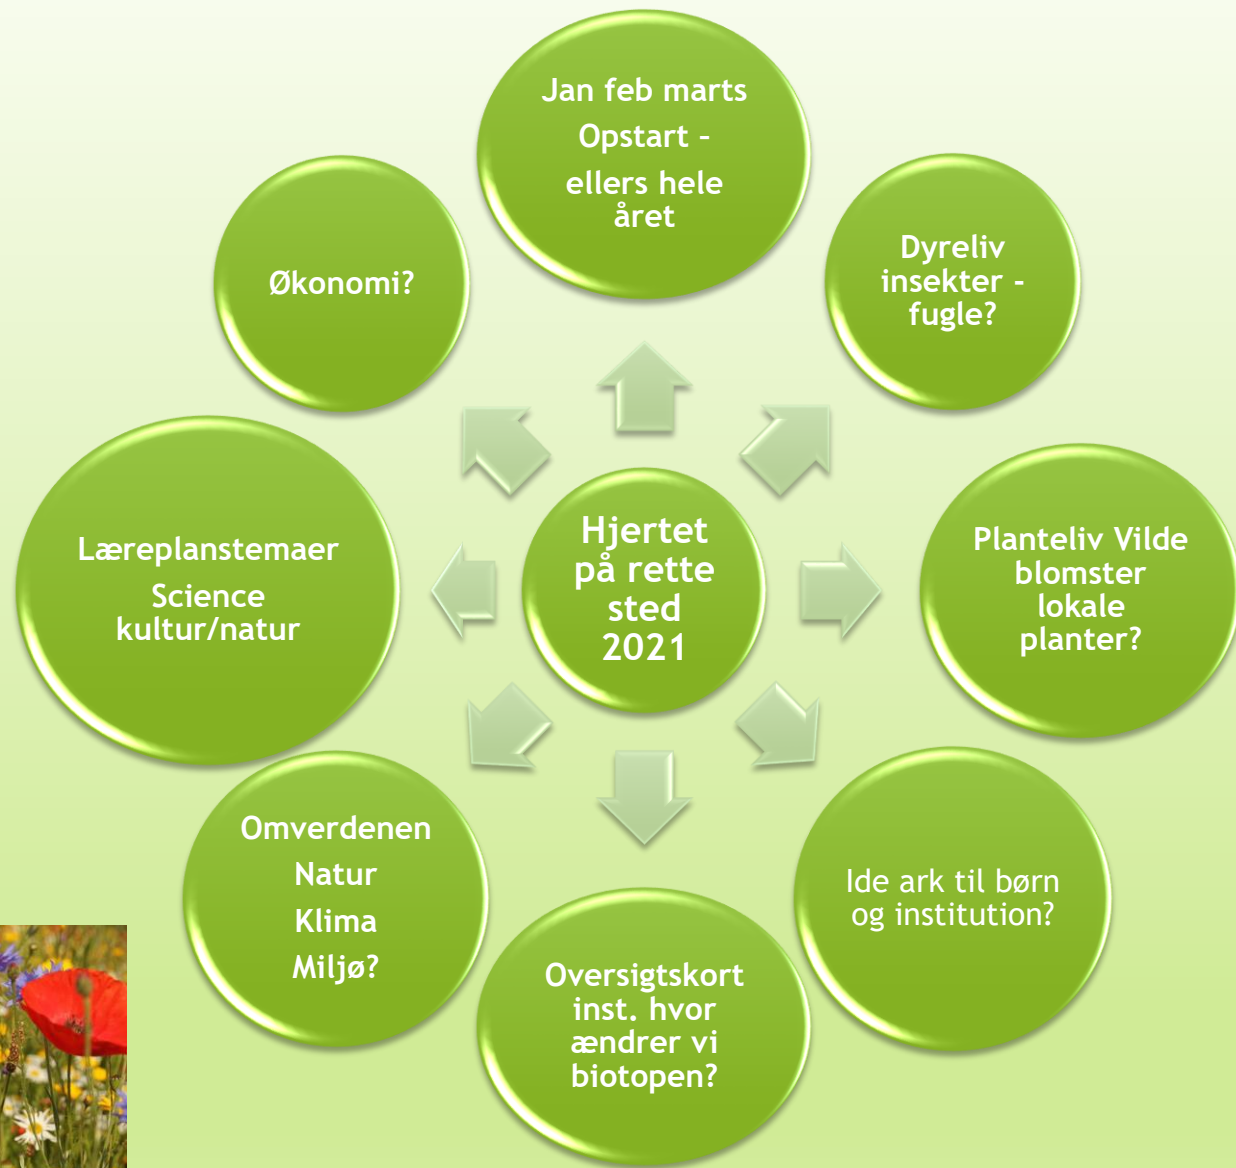 Jan feb marts
Opstart –
ellers hele
året
Dyreliv
insekter -
fugle?
Planteliv Vilde
blomster
lokale
planter?
Ide ark til børn
og institution?
Oversigtskort
inst. hvor
ændrer vi
biotopen?
Omverdenen
Natur
Klima
Miljø?
Læreplanstemaer
Science
kultur/natur
Økonomi?
Hjertet
på rette
sted
2021